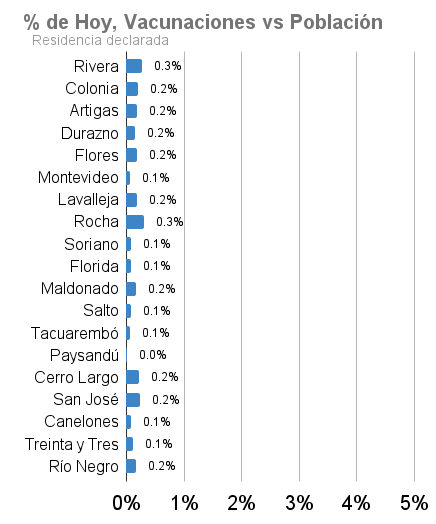 % de Hoy, Vacunaciones vs Población
Residencia declarada
Rivera 0.3%
Colonia 0.2%
Artigas 0.2%
Durazno 0.2%
Flores 0.2%
Montevideo 0.1%
Lavalleja 0.2%
Rocha 0.3%
Soriano 0.1%
Florida 0.1%
Maldonado 0.2%
Salto 0.1%
Tacuarembó 0.1%
Paysandú 0.0%
Cerro Largo 0.2%
San José 0.2%
Canelones 0.1%
Treinta y Tres 0.1%
Río Negro 0.2%
0% 1% 2% 3% 4% 5%